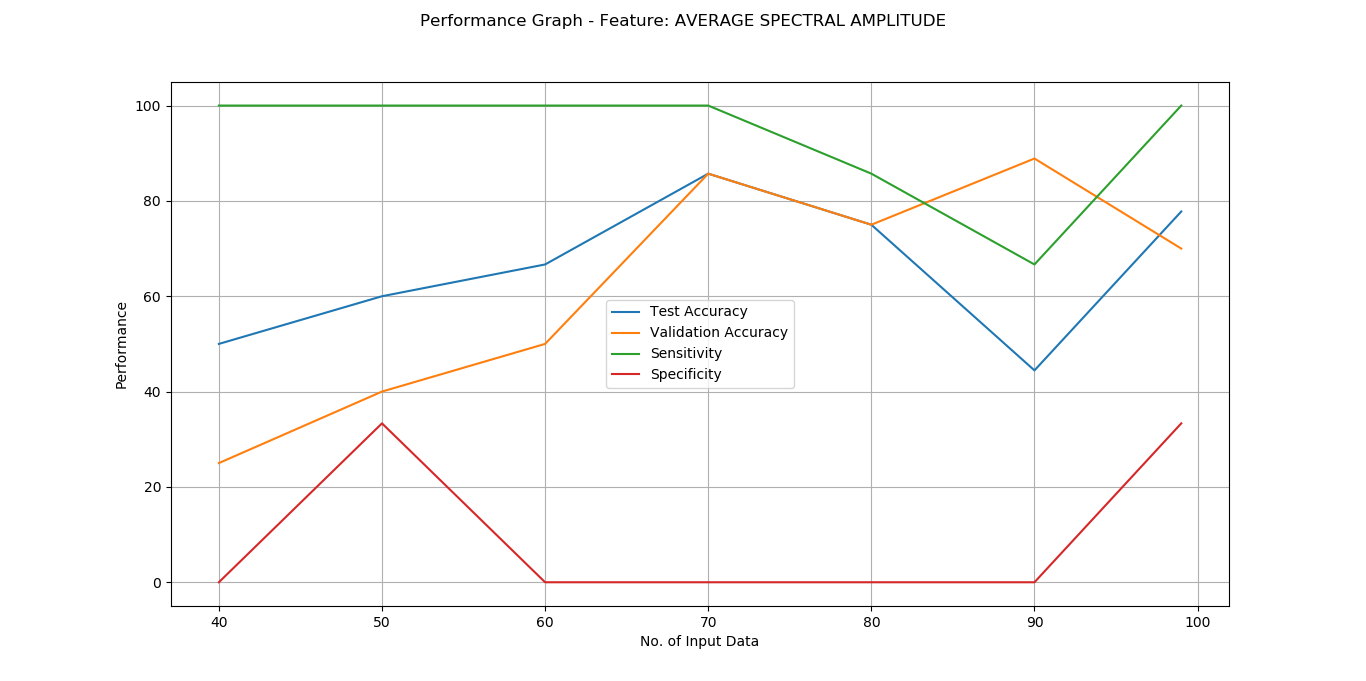 Performance Graph - Feature: AVERAGE SPECTRAL AMPLITUDE
100
80
60
40
20
0
Performance
Test Accuracy
Validation Accuracy
Sensitivity
Specificity
40 50 60 70 80 90 100
No. of Input Data